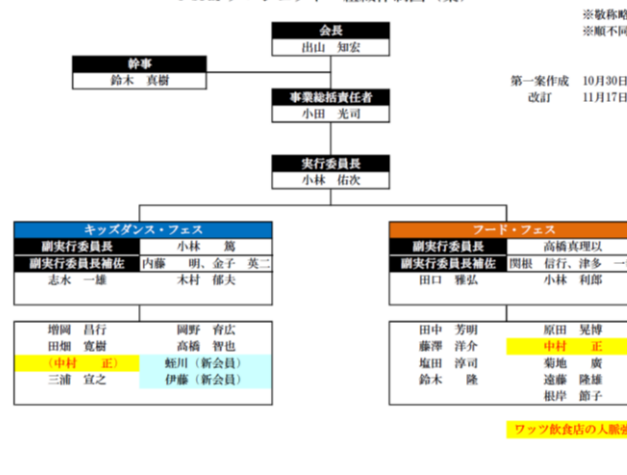 ※敬称略
※順不同
会長
出山 知宏
幹事
鈴木 真樹
第一案作成 10月30日
改訂 11月17日
事業総括責任者
小田 光司
実行委員長
小林 佑次
キッズダンス・フェス
副実行委員長 小林 篤
副実行委員長補佐 内藤 明、金子 英二
志水 一雄 木村 郁夫
増岡 昌行 岡野 育広
田畑 寛樹 高橋 智也
(中村 正) 蛭川(新会員)
三浦 宣之 伊藤(新会員)
フード・フェス
副実行委員長 高橋真理以
副実行委員長補佐 関根 信行、津多 一
田口 雅弘 小林 利郎
田中 芳明 原田 晃博
藤澤 洋介 中村 正
塩田 淳司 菊地 廣
鈴木 隆 遠藤 隆雄
根岸 節子
ワッツ飲食店の人脈強